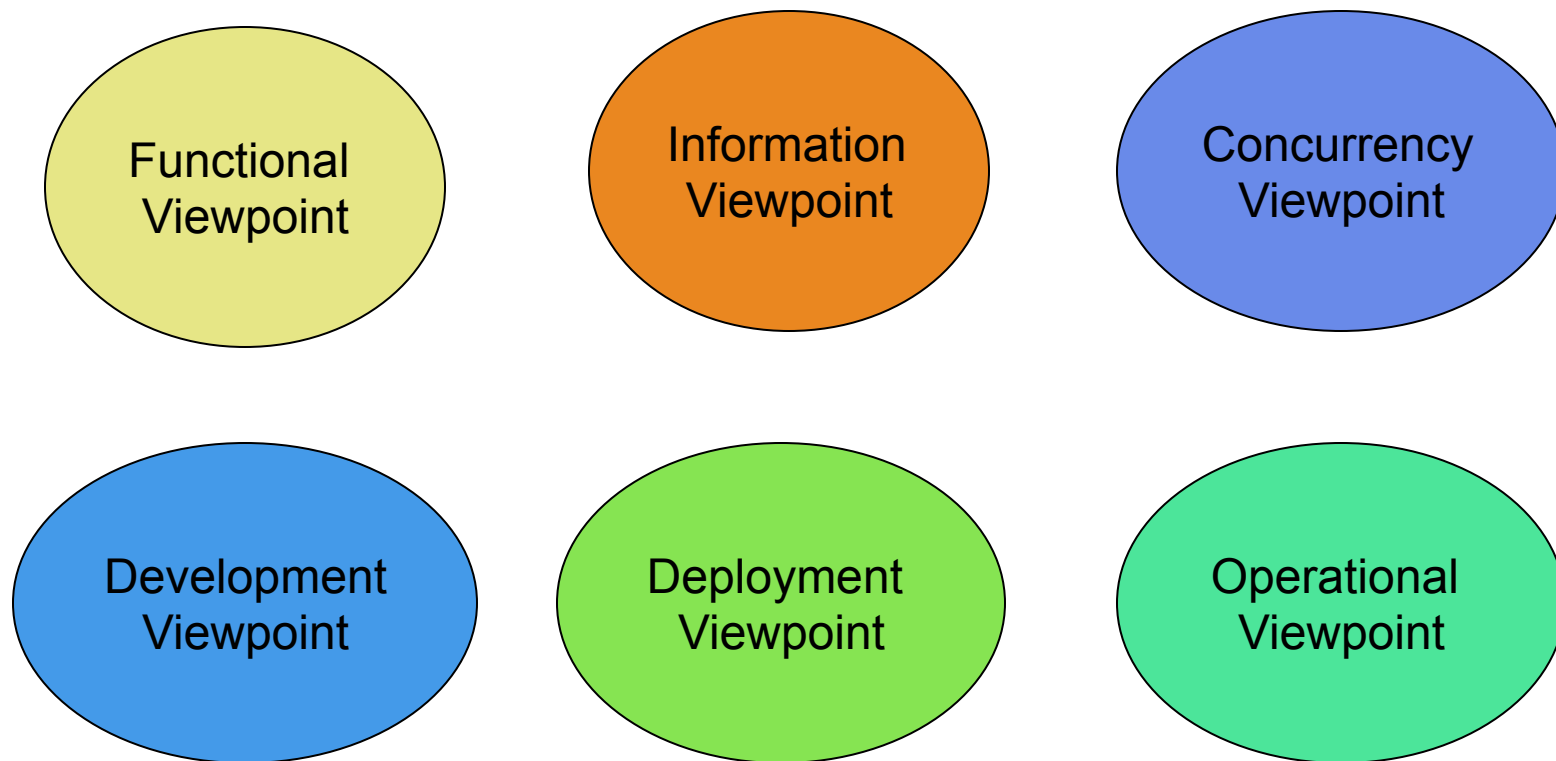 Functional
Viewpoint
Information
Viewpoint
Concurrency
Viewpoint
Development
Viewpoint
Deployment
Viewpoint
Operational
Viewpoint